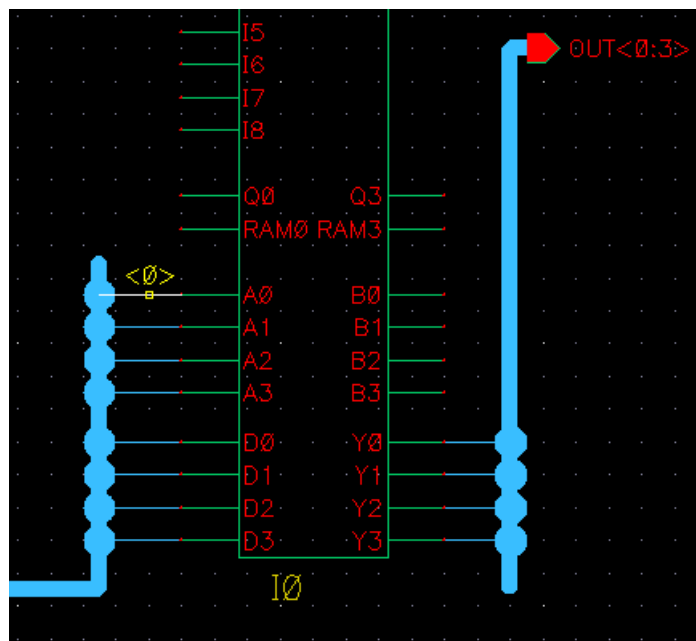 I5
OUT<0:3>
I6
I7
I8
Q0 Q3
RAM0 RAM3
<0>
A0 B0
A1 B1
A2 B2
A3 B3
D0 Y0
D1 Y1
D2 Y2
D3 Y3
I0